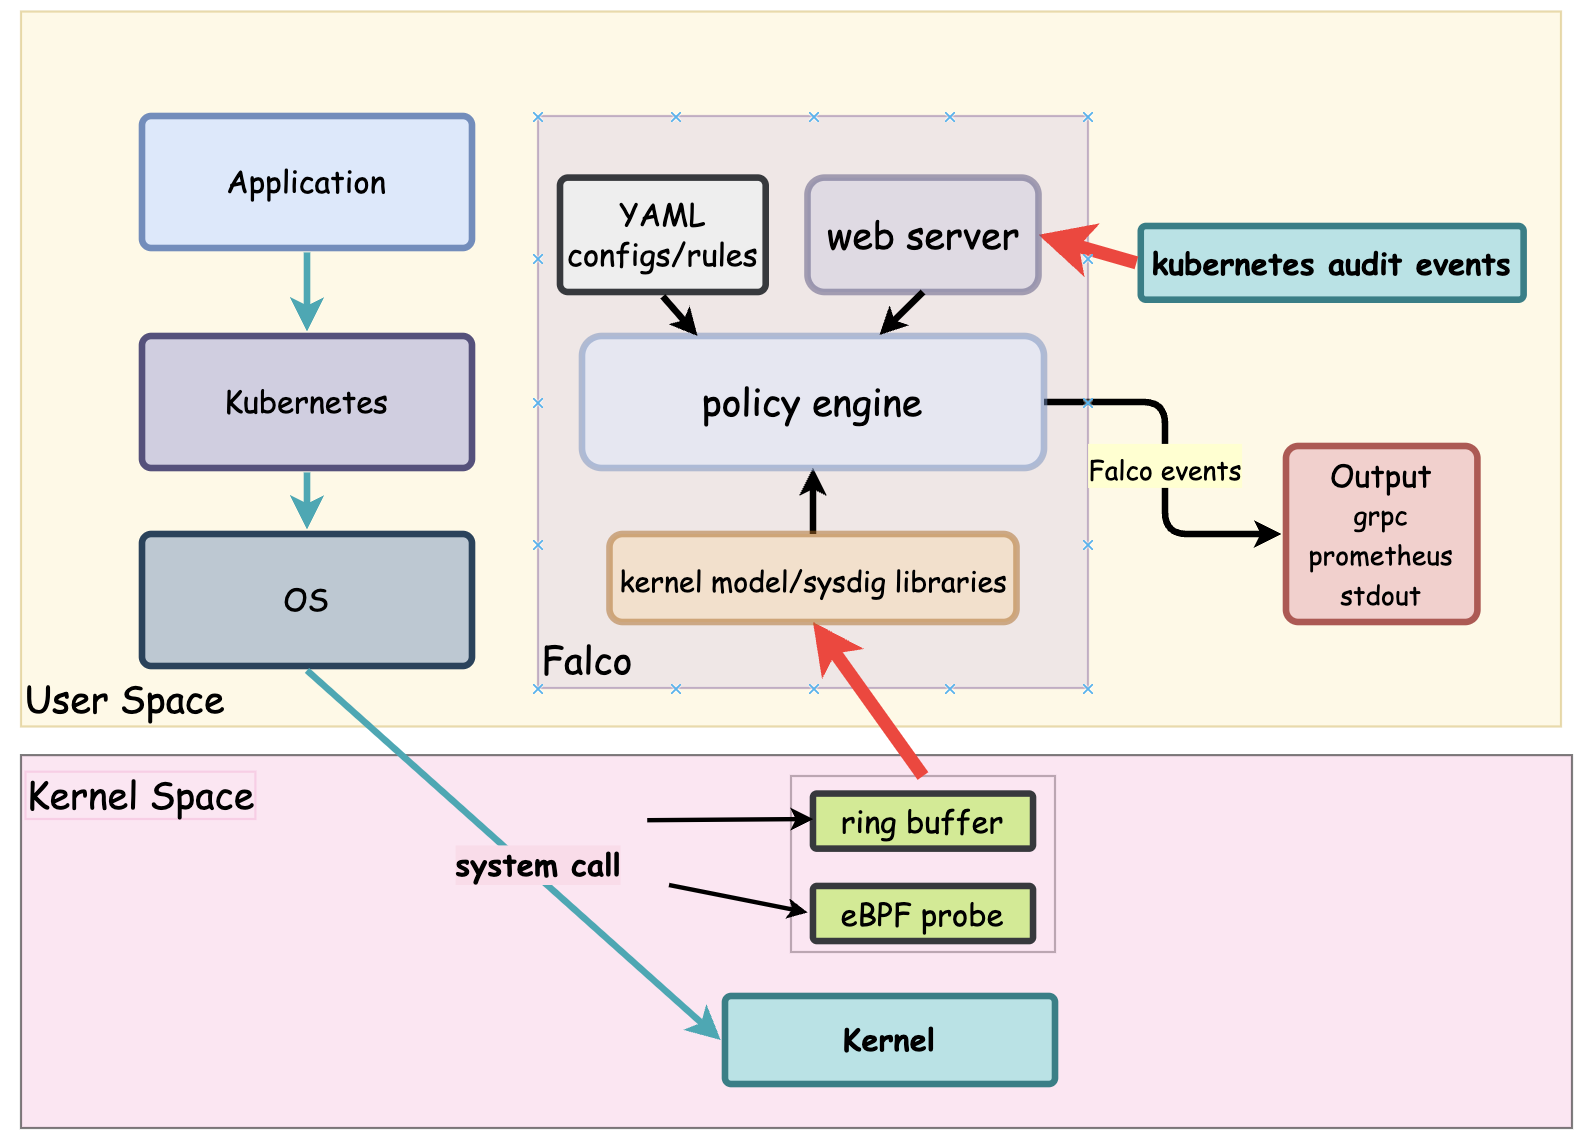 Application
YAML
configs/rules
web server
kubernetes audit events
Kubernetes
policy engine
Falco events
Output
grpc
prometheus
stdout
OS
kernel model/sysdig libraries
Falco
User Space
Kernel Space
ring buffer
system call
eBPF probe
Kernel